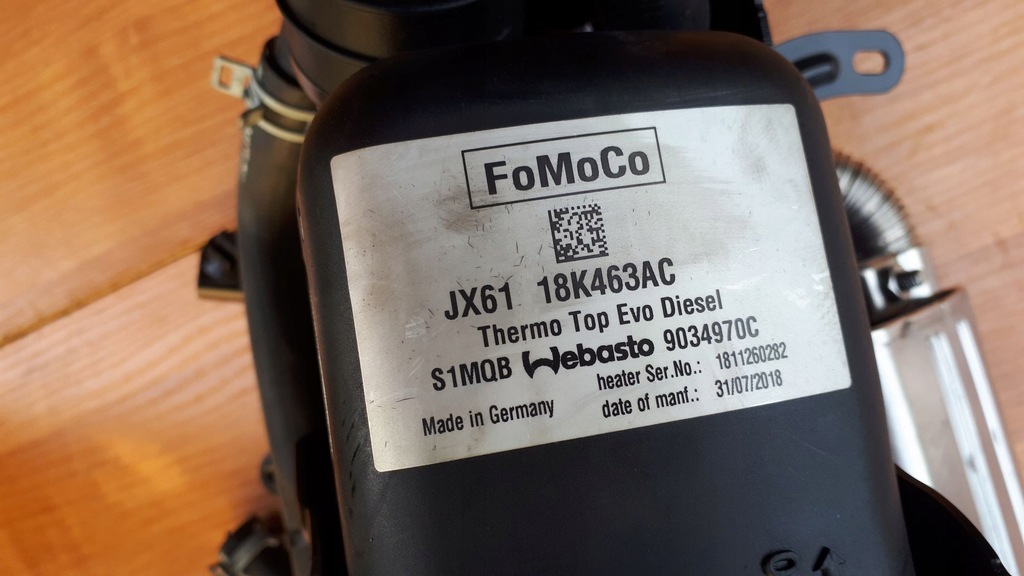 FoMoCo
JX61 18K463AC
Thermo Top Evo Diesel
S1MQB Webasto 9034970C
heater Ser.No.: 1811260282
Made in Germany date of manf.: 31/07/2018